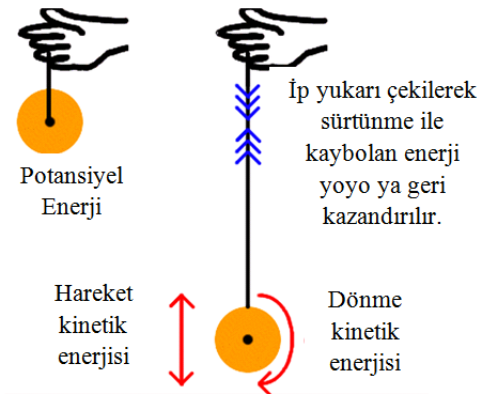 İp yukarı çekilerek
sürtünme ile
kaybolan enerji
yoyo ya geri
kazandırılır.
Potansiyel
Enerji
Hareket
kinetik
enerjisi
Dönme
kinetik
enerjisi